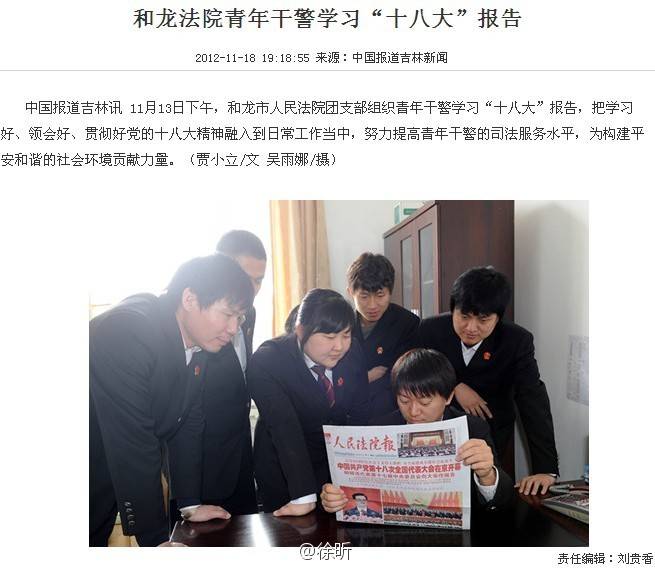 和龙法院青年干警学习“十八大”报告
2012-11-18 19:18:55 来源：中国报道吉林新闻
中国报道吉林讯 11月13日下午，和龙市人民法院团支部组织青年干警学习“十八大”报告，把学习
好、领会好、贯彻好党的十八大精神融入到日常工作当中，努力提高青年干警的司法服务水平，为构建平
安和谐的社会环境贡献力量。（贾小立/文 吴雨娜/摄）
人民法院报
中国共产党第十八次全国代表大会在京开幕
@徐昕
责任编辑：刘贵香